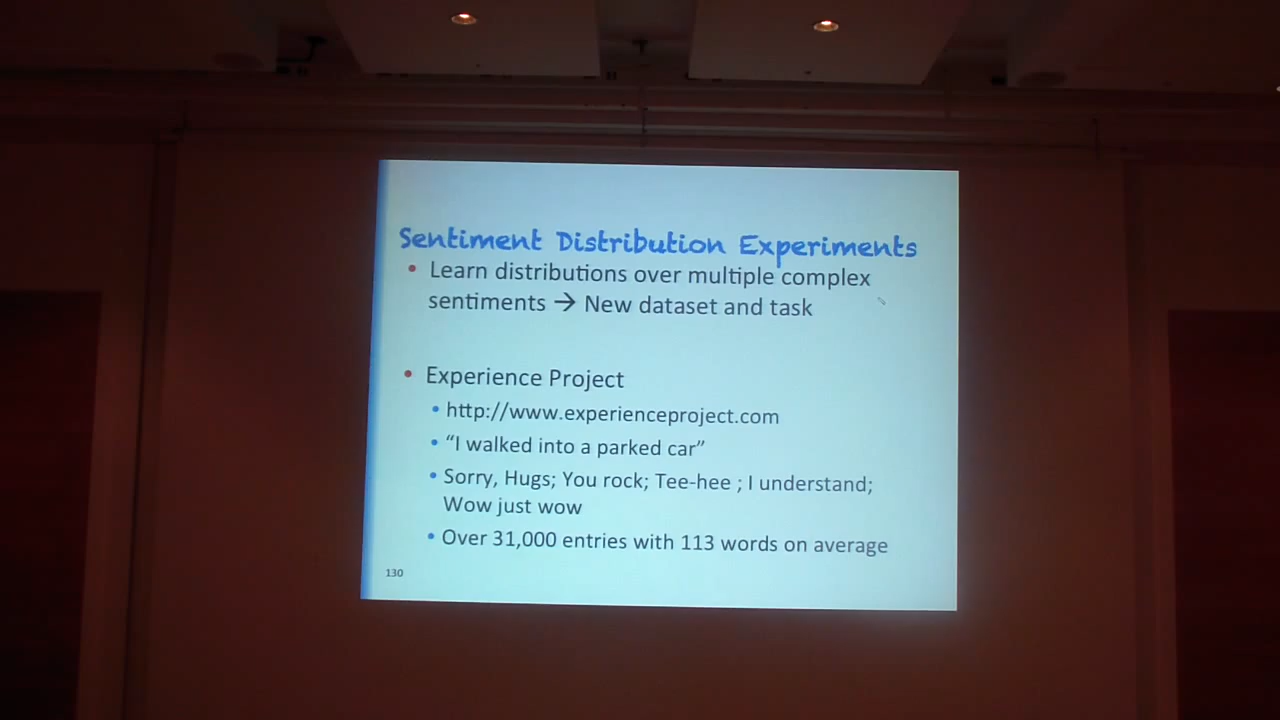 Sentiment Distribution Experiments
• Learn distributions over multiple complex
sentiments → New dataset and task
• Experience Project
• http://www.experienceproject.com
• “I walked into a parked car”
• Sorry, Hugs; You rock; Tee-hee ; I understand;
Wow just wow
• Over 31,000 entries with 113 words on average
130